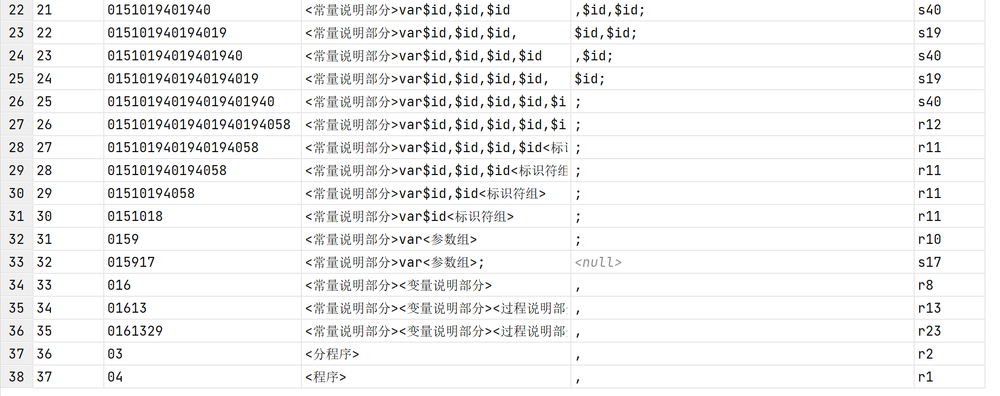 22 21 0151019401940 <常量说明部分>var$id,$id,$id ,$id,$id; s40
23 22 015101940194019 <常量说明部分>var$id,$id,$id, $id,$id; s19
24 23 01510194019401940 <常量说明部分>var$id,$id,$id,$id ,$id; s40
25 24 0151019401940194019 <常量说明部分>var$id,$id,$id,$id, $id; s19
26 25 015101940194019401940 <常量说明部分>var$id,$id,$id,$id,$i ; s40
27 26 01510194019401940194058 <常量说明部分>var$id,$id,$id,$id,$i ; r12
28 27 0151019401940194058 <常量说明部分>var$id,$id,$id,$id<标识 ; r11
29 28 015101940194058 <常量说明部分>var$id,$id,$id<标识符组 ; r11
30 29 01510194058 <常量说明部分>var$id,$id<标识符组> ; r11
31 30 0151018 <常量说明部分>var$id<标识符组> ; r11
32 31 0159 <常量说明部分>var<参数组> ; r10
33 32 015917 <常量说明部分>var<参数组>; <null> s17
34 33 016 <常量说明部分><变量说明部分> , r8
35 34 01613 <常量说明部分><变量说明部分><过程说明部分 , r13
36 35 0161329 <常量说明部分><变量说明部分><过程说明部分 , r23
37 36 03 <分程序> , r2
38 37 04 <程序> , r1